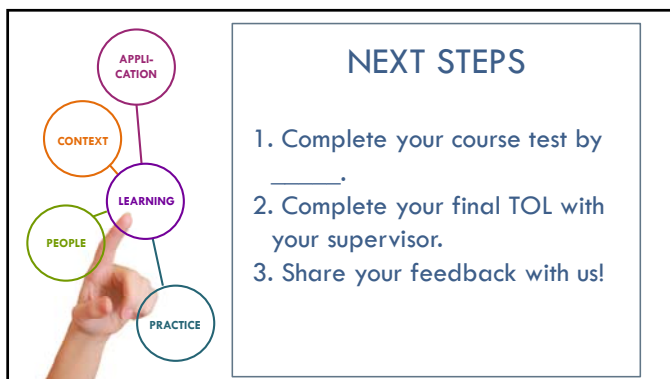 APPLI-
CATION
CONTEXT
LEARNING
PEOPLE
PRACTICE
NEXT STEPS
1. Complete your course test by
_____.
2. Complete your final TOL with
your supervisor.
3. Share your feedback with us!